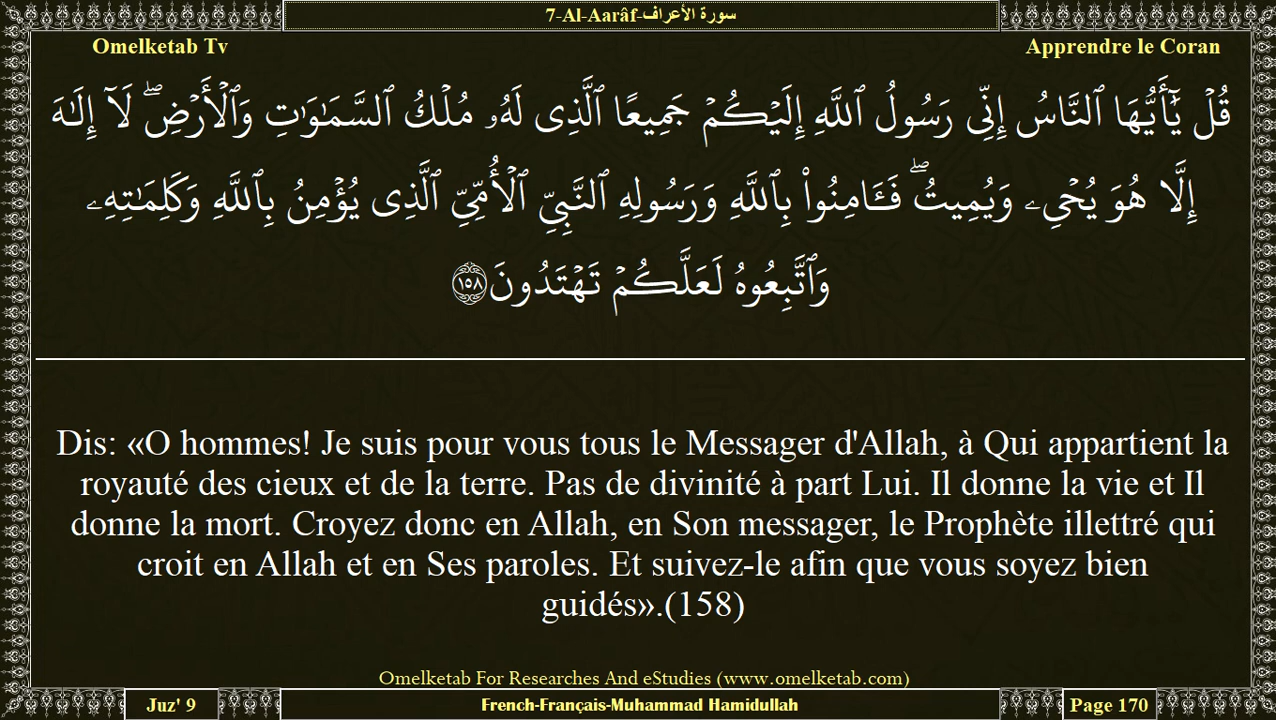 7-Al-Aarâf-سورة الأعراف
Omelketab Tv
Apprendre le Coran
قُلْ يَٰٓأَيُّهَا ٱلنَّاسُ إِنِّى رَسُولُ ٱللَّهِ إِلَيْكُمْ جَمِيعًا ٱلَّذِى لَهُۥ مُلْكُ ٱلسَّمَٰوَٰتِ وَٱلْأَرْضِ ۖ لَآ إِلَٰهَ
إِلَّا هُوَ يُحْىِۦ وَيُمِيتُ ۖ فَـَٔامِنُوا۟ بِٱللَّهِ وَرَسُولِهِ ٱلنَّبِىِّ ٱلْأُمِّىِّ ٱلَّذِى يُؤْمِنُ بِٱللَّهِ وَكَلِمَٰتِهِۦ
وَٱتَّبِعُوهُ لَعَلَّكُمْ تَهْتَدُونَ ١٥٨
Dis: «O hommes! Je suis pour vous tous le Messager d'Allah, à Qui appartient la
royauté des cieux et de la terre. Pas de divinité à part Lui. Il donne la vie et Il
donne la mort. Croyez donc en Allah, en Son messager, le Prophète illettré qui
croit en Allah et en Ses paroles. Et suivez-le afin que vous soyez bien
guidés».(158)
Omelketab For Researches And eStudies (www.omelketab.com)
Juz' 9
French-Français-Muhammad Hamidullah
Page 170